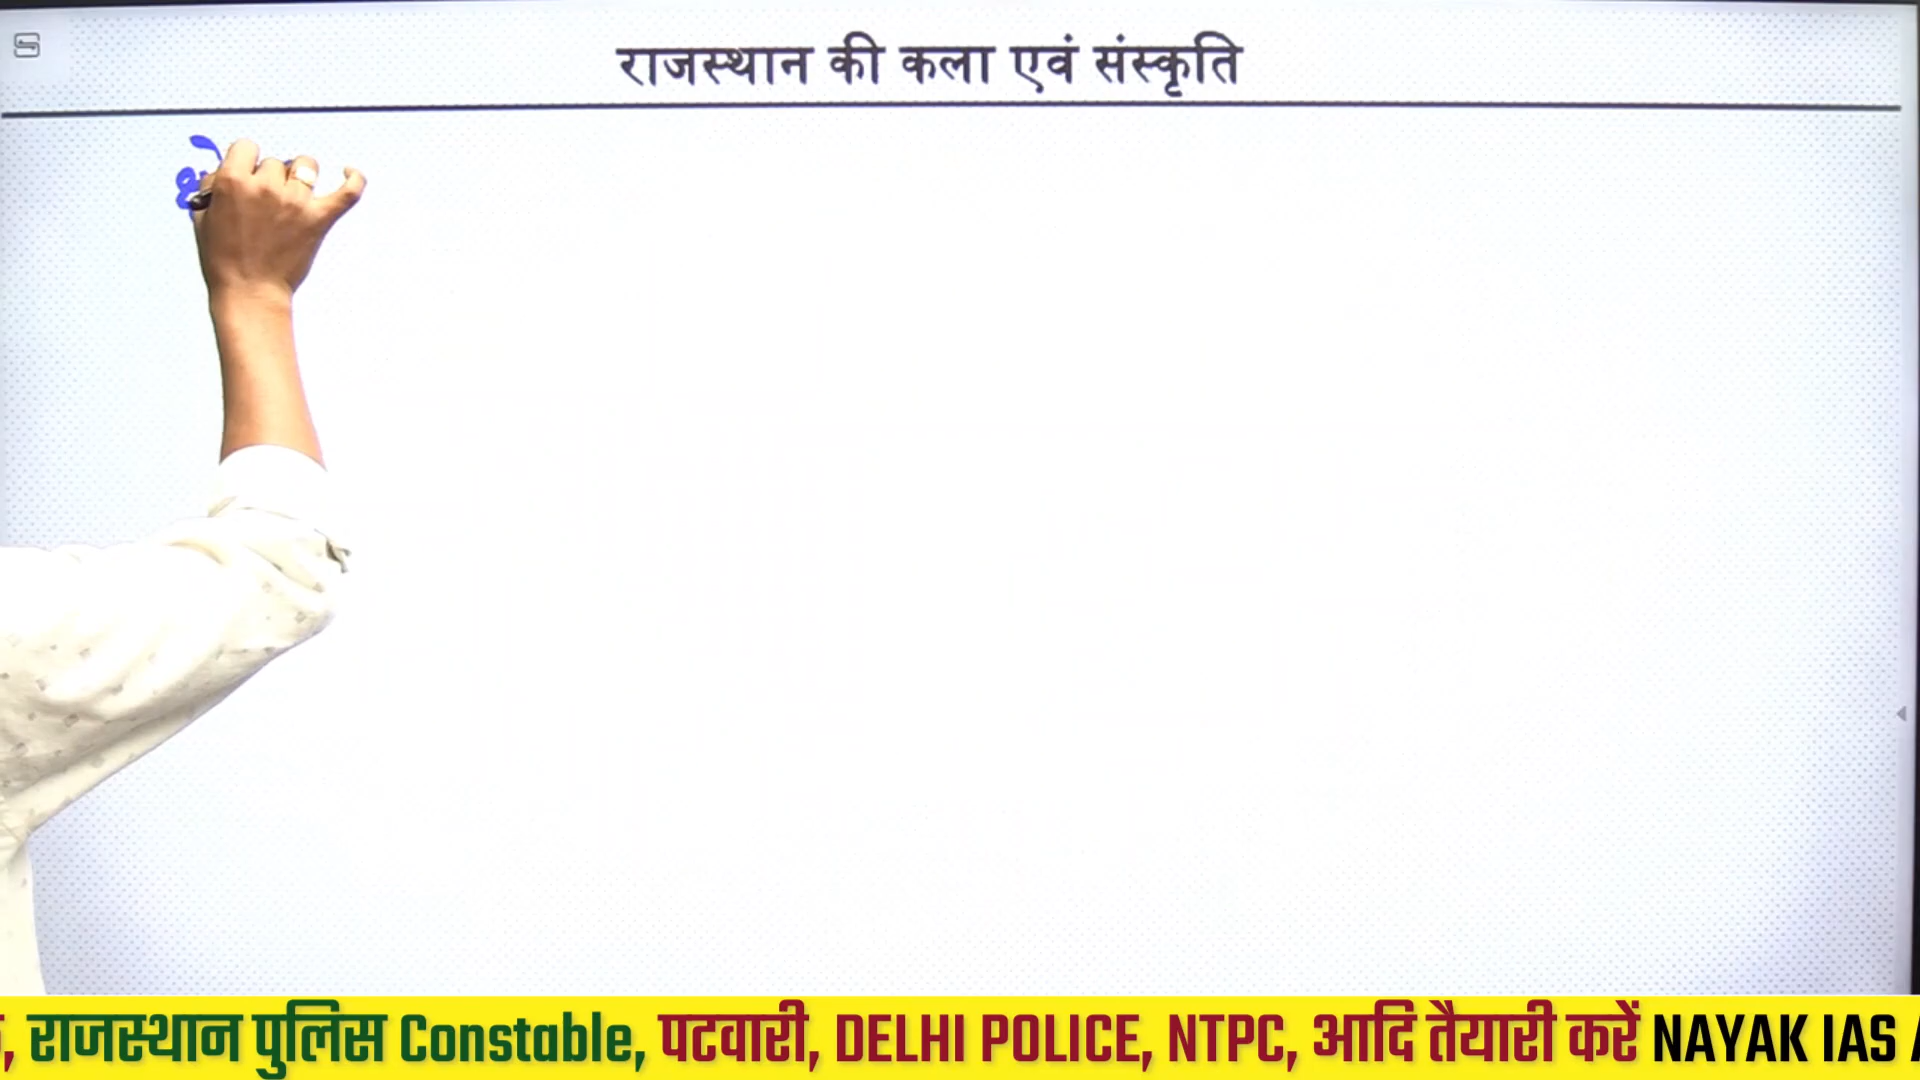 राजस्थान की कला एवं संस्कृति
, राजस्थान पुलिस Constable, पटवारी, DELHI POLICE, NTPC, आदि तैयारी करें NAYAK IAS